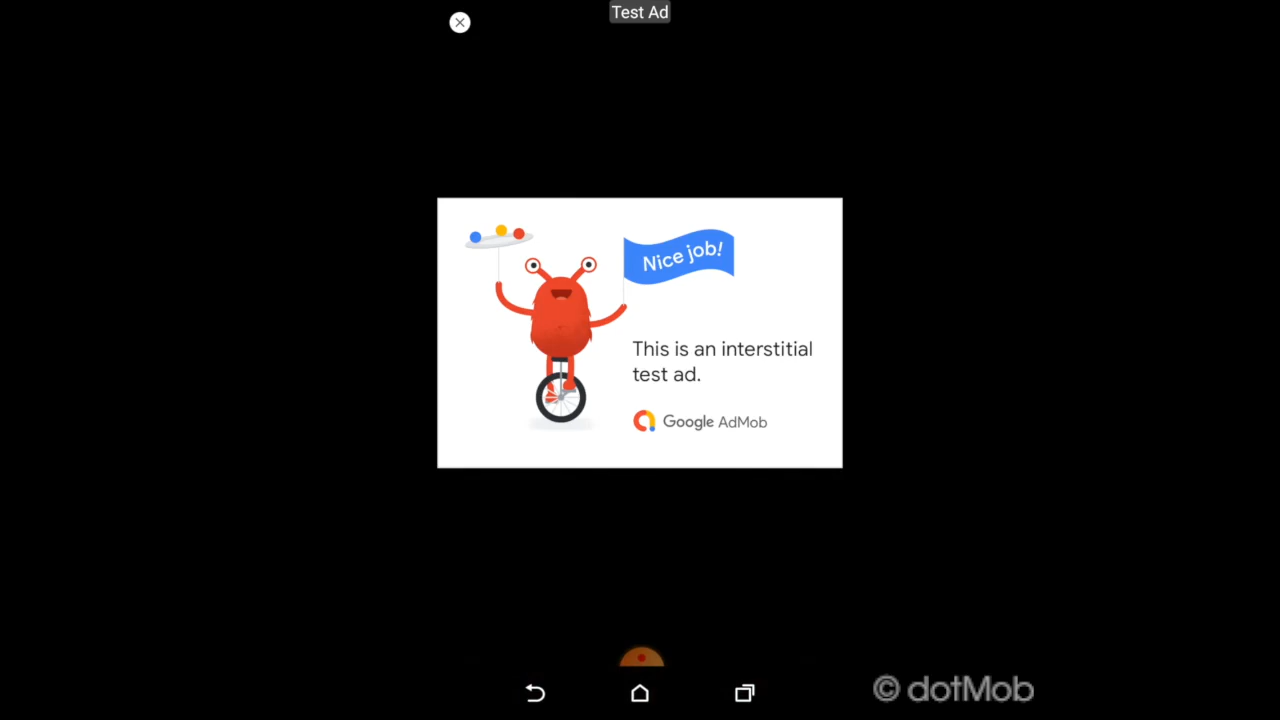 Test Ad
Nice job!
This is an interstitial
test ad.
Google AdMob
© dotMob